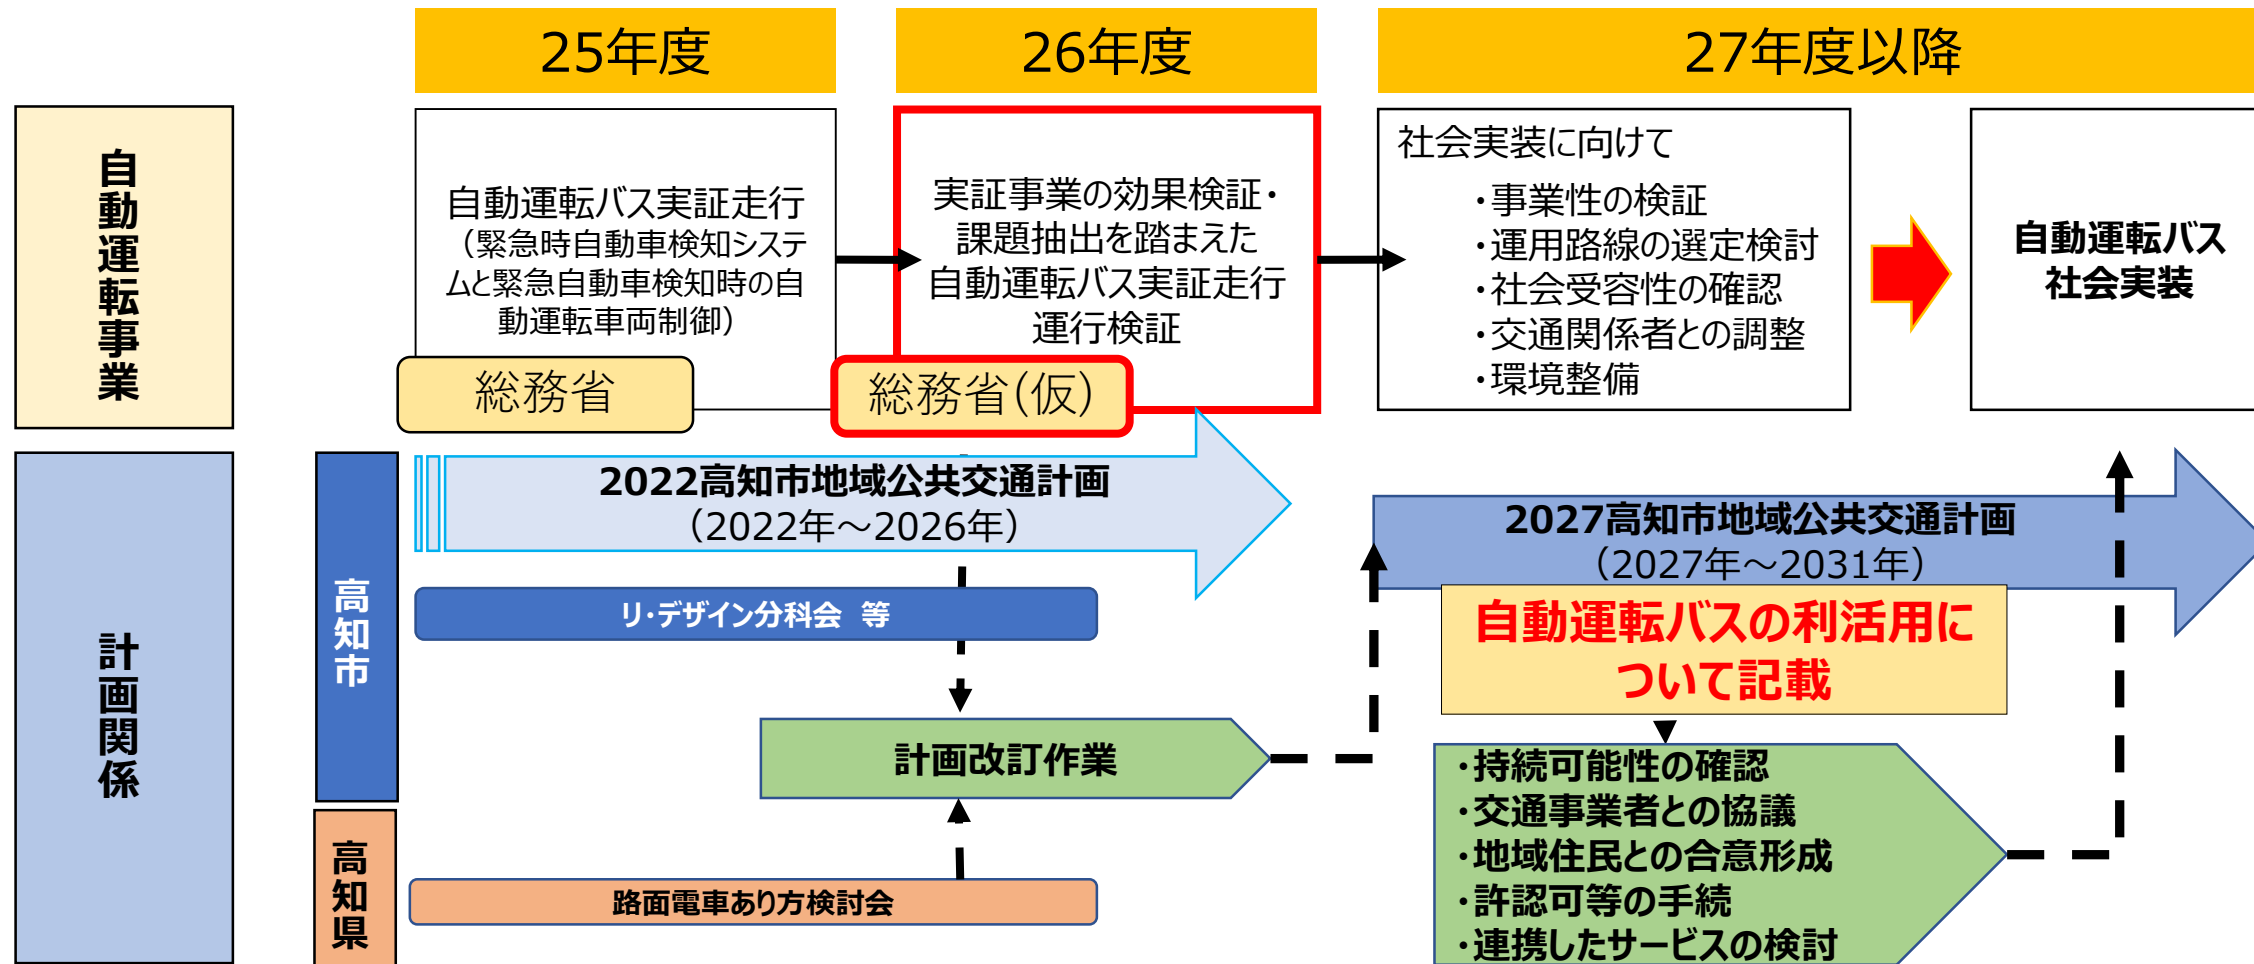 25年度
26年度
27年度以降
自動運転事業
自動運転バス実証走行
（緊急時自動車検知システ
ムと緊急自動車検知時の自
動運転車両制御）
総務省
実証事業の効果検証・
課題抽出を踏まえた
自動運転バス実証走行
運行検証
総務省（仮）
社会実装に向けて
・事業性の検証
・運用路線の選定検討
・社会受容性の確認
・交通関係者との調整
・環境整備
自動運転バス
社会実装
計画関係
高知市
2022高知市地域公共交通計画
（2022年～2026年）
リ・デザイン分科会 等
計画改訂作業
2027高知市地域公共交通計画
（2027年～2031年）
自動運転バスの利活用に
ついて記載
・持続可能性の確認
・交通事業者との協議
・地域住民との合意形成
・許認可等の手続
・連携したサービスの検討
高知県
路面電車あり方検討会